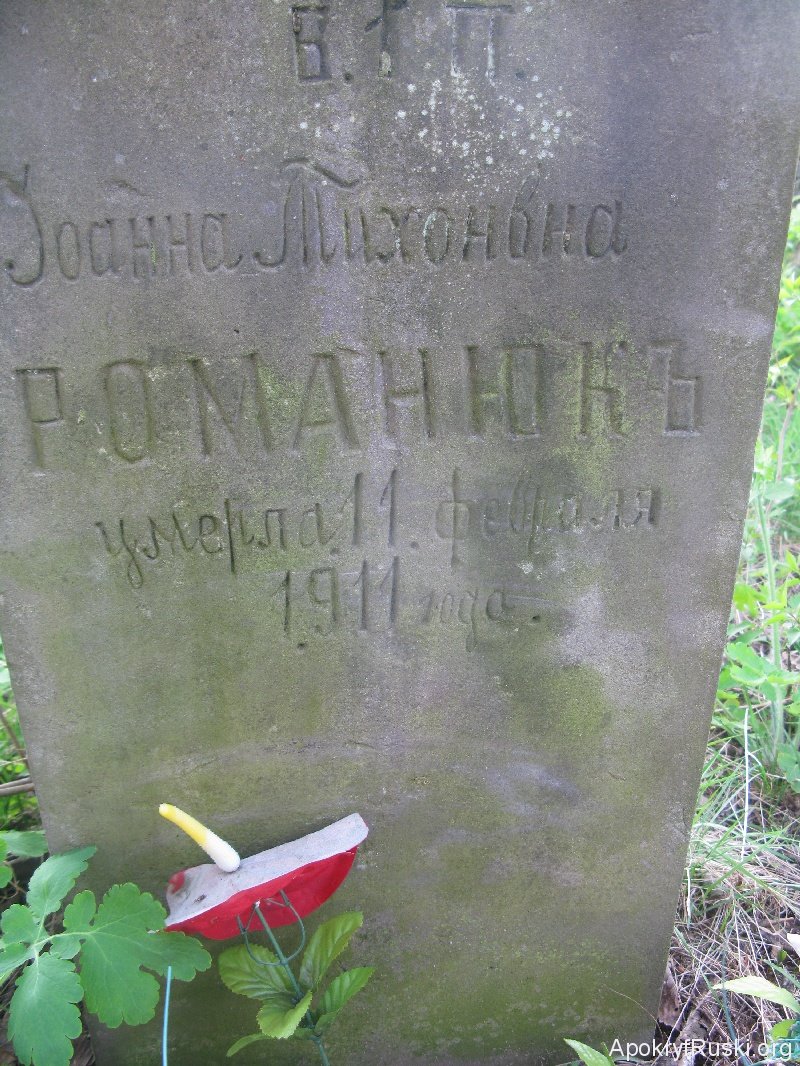 В. † П.
Іоанна Тихоновна
РОМАНЮКЪ
умерла 11. февраля
1911 года.
ApokryfRuski.org